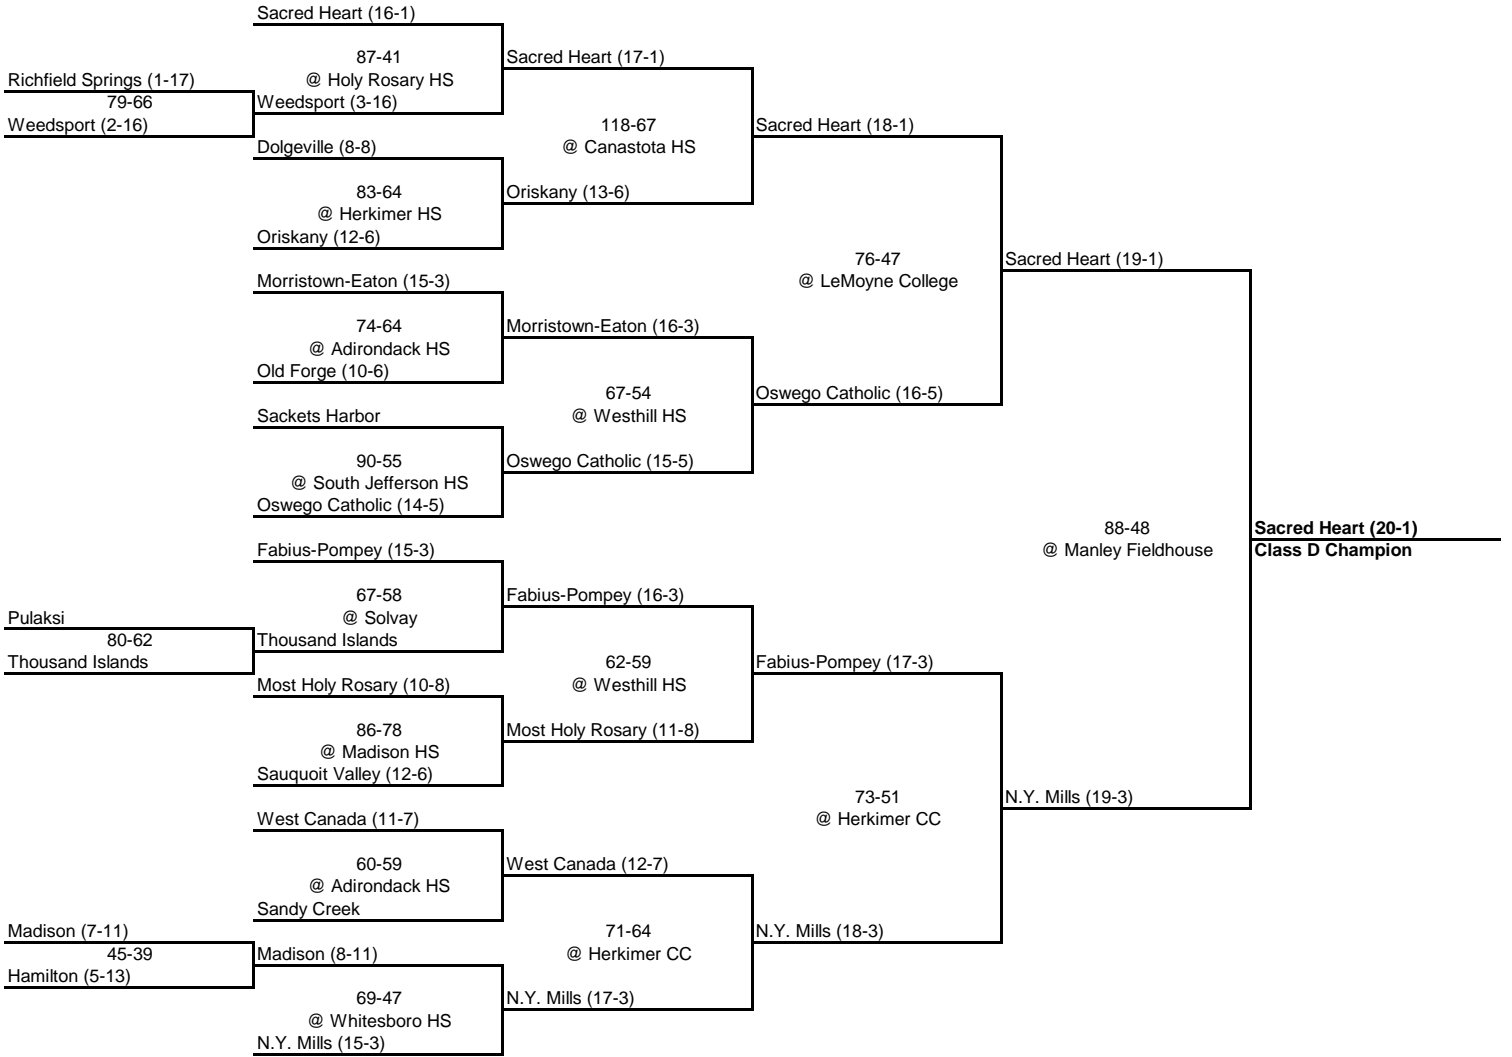 Sacred Heart (16-1)
87-41
@ Holy Rosary HS
Sacred Heart (17-1)
Richfield Springs (1-17)
79-66
Weedsport (3-16)
Weedsport (2-16)
118-67
@ Canastota HS
Sacred Heart (18-1)
Dolgeville (8-8)
83-64
@ Herkimer HS
Oriskany (13-6)
Oriskany (12-6)
76-47
@ LeMoyne College
Sacred Heart (19-1)
Morristown-Eaton (15-3)
74-64
@ Adirondack HS
Morristown-Eaton (16-3)
Old Forge (10-6)
67-54
@ Westhill HS
Oswego Catholic (16-5)
Sackets Harbor
90-55
@ South Jefferson HS
Oswego Catholic (15-5)
Oswego Catholic (14-5)
88-48
@ Manley Fieldhouse
Sacred Heart (20-1)
Class D Champion
Fabius-Pompey (15-3)
67-58
@ Solvay
Fabius-Pompey (16-3)
Pulaksi
80-62
Thousand Islands
Thousand Islands
62-59
@ Westhill HS
Fabius-Pompey (17-3)
Most Holy Rosary (10-8)
86-78
@ Madison HS
Most Holy Rosary (11-8)
Sauquoit Valley (12-6)
73-51
@ Herkimer CC
N.Y. Mills (19-3)
West Canada (11-7)
60-59
@ Adirondack HS
West Canada (12-7)
Sandy Creek
71-64
@ Herkimer CC
N.Y. Mills (18-3)
Madison (7-11)
45-39
Madison (8-11)
Hamilton (5-13)
69-47
@ Whitesboro HS
N.Y. Mills (17-3)
N.Y. Mills (15-3)